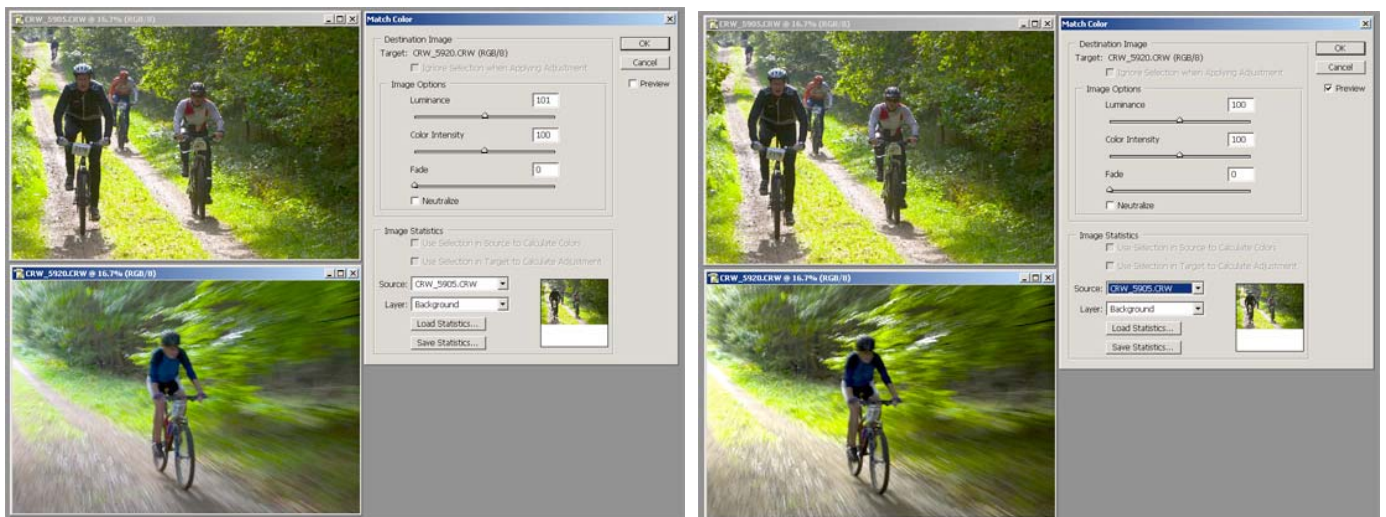 CRW_5905.CRW @ 16.7% (RGB/8)
Match Color
Destination Image
Target: CRW_5920.CRW (RGB/8)
Ignore Selection when Applying Adjustment
Image Options
Luminance 101
Color Intensity 100
Fade 0
Neutralize
OK
Cancel
Preview
Image Statistics
Use Selection in Source to Calculate Colors
Use Selection in Target to Calculate Adjustment
Source: CRW_5905.CRW
Layer: Background
Load Statistics...
Save Statistics...
CRW_5920.CRW @ 16.7% (RGB/8)
CRW_5905.CRW @ 16.7% (RGB/8)
Match Color
Destination Image
Target: CRW_5920.CRW (RGB/8)
Ignore Selection when Applying Adjustment
Image Options
Luminance 100
Color Intensity 100
Fade 0
Neutralize
OK
Cancel
Preview
Image Statistics
Use Selection in Source to Calculate Colors
Use Selection in Target to Calculate Adjustment
Source: CRW_5905.CRW
Layer: Background
Load Statistics...
Save Statistics...
CRW_5920.CRW @ 16.7% (RGB/8)